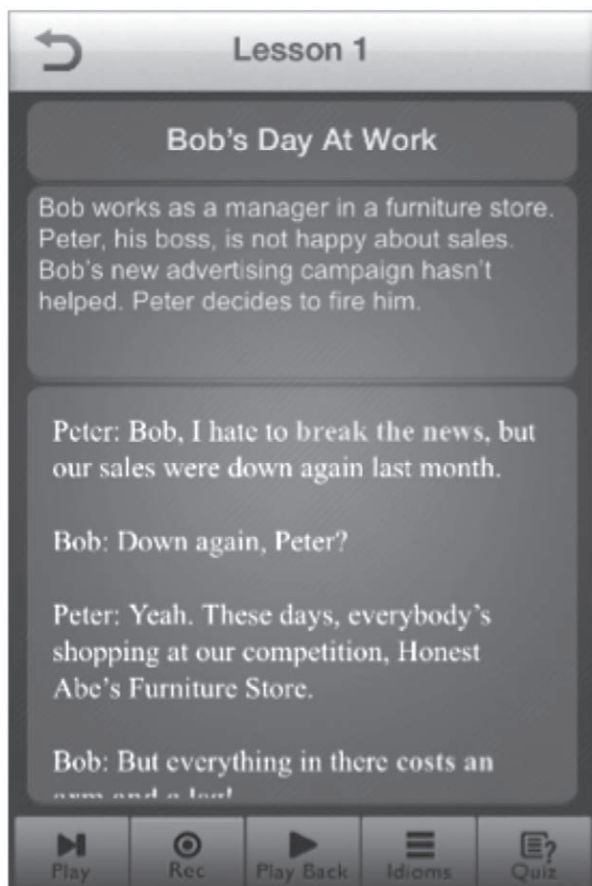 Lesson 1
Bob's Day At Work
Bob works as a manager in a furniture store.
Peter, his boss, is not happy about sales.
Bob's new advertising campaign hasn't
helped. Peter decides to fire him.
Peter: Bob, I hate to break the news, but
our sales were down again last month.
Bob: Down again, Peter?
Peter: Yeah. These days, everybody's
shopping at our competition, Honest
Abe's Furniture Store.
Bob: But everything in there costs an
arm and a leg!
Play Rec Play Back Idioms Quiz